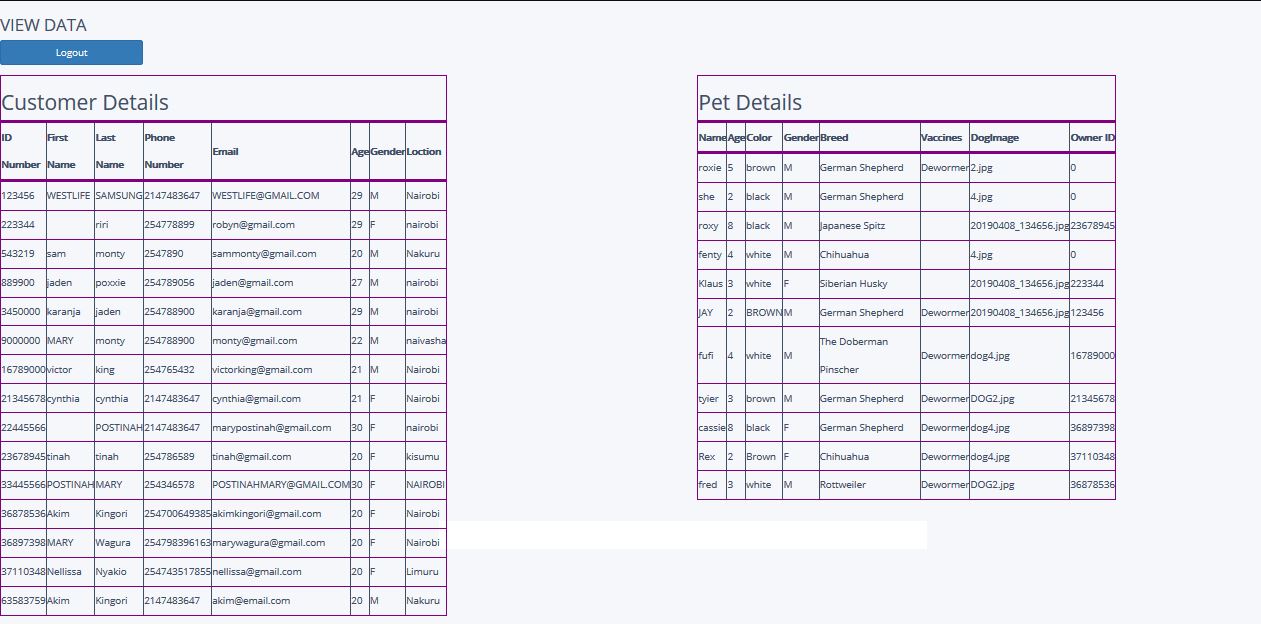 VIEW DATA
Logout
Customer Details
ID Number First Name Last Name Phone Number Email Age Gender Loction
123456 WESTLIFE SAMSUNG 2147483647 WESTLIFE@GMAIL.COM 29 M Nairobi
223344 riri 254778899 robyn@gmail.com 29 F nairobi
543219 sam monty 2547890 sammonty@gmail.com 20 M Nakuru
889900 jaden poxxie 254789056 jaden@gmail.com 27 M nairobi
3450000 karanja jaden 254788900 karanja@gmail.com 29 M nairobi
9000000 MARY monty 254788900 monty@gmail.com 22 M naivasha
16789000 victor king 254765432 victorking@gmail.com 21 M Nairobi
21345678 cynthia cynthia 2147483647 cynthia@gmail.com 21 F Nairobi
22445566 POSTINAH 2147483647 marypostinah@gmail.com 30 F nairobi
23678945 tinah tinah 254786589 tinah@gmail.com 20 F kisumu
33445566 POSTINAH MARY 254346578 POSTINAHMARY@GMAIL.COM 30 F NAIROBI
36878536 Akim Kingori 254700649385 akimkingori@gmail.com 20 F Nairobi
36897398 MARY Wagura 254798396163 marywagura@gmail.com 20 F Nairobi
37110348 Nellissa Nyakio 254743517855 nellissa@gmail.com 20 F Limuru
63583759 Akim Kingori 2147483647 akim@email.com 20 M Nakuru
Pet Details
Name Age Color Gender Breed Vaccines DogImage Owner ID
roxie 5 brown M German Shepherd Dewormer 2.jpg 0
she 2 black M German Shepherd 4.jpg 0
roxy 8 black M Japanese Spitz 20190408_134656.jpg 23678945
fenty 4 white M Chihuahua 4.jpg 0
Klaus 3 white F Siberian Husky 20190408_134656.jpg 223344
JAY 2 BROWN M German Shepherd Dewormer 20190408_134656.jpg 123456
fufi 4 white M The Doberman Pinscher Dewormer dog4.jpg 16789000
tyler 3 brown M German Shepherd Dewormer DOG2.jpg 21345678
cassie 8 black F German Shepherd Dewormer dog4.jpg 36897398
Rex 2 Brown F Chihuahua Dewormer dog4.jpg 37110348
fred 3 white M Rottweiler Dewormer DOG2.jpg 36878536